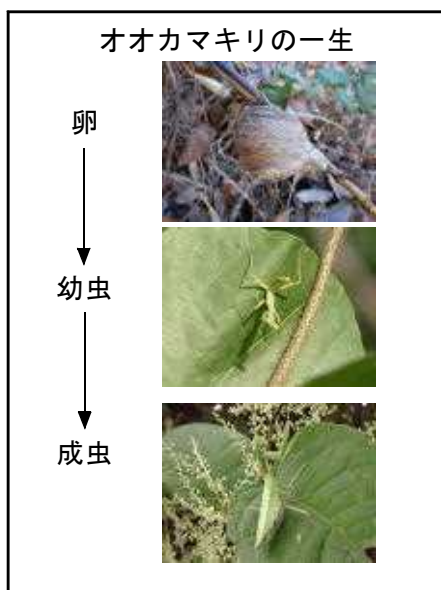 オオカマキリの一生
卵
幼虫
成虫